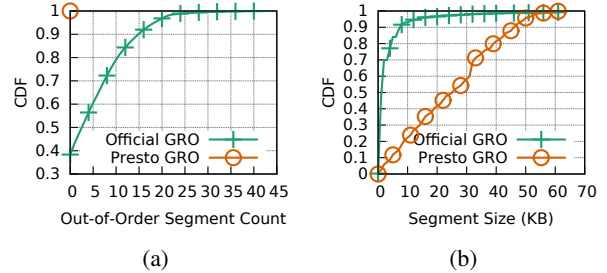 1
0.9
0.8
0.7
0.6
0.5
0.4
0.3
CDF
Official GRO
Presto GRO
0 5 10 15 20 25 30 35 40 45
Out-of-Order Segment Count
(a)
1
0.9
0.8
0.7
0.6
0.5
0.4
0.3
0.2
0.1
0
CDF
Official GRO
Presto GRO
0 10 20 30 40 50 60 70
Segment Size (KB)
(b)